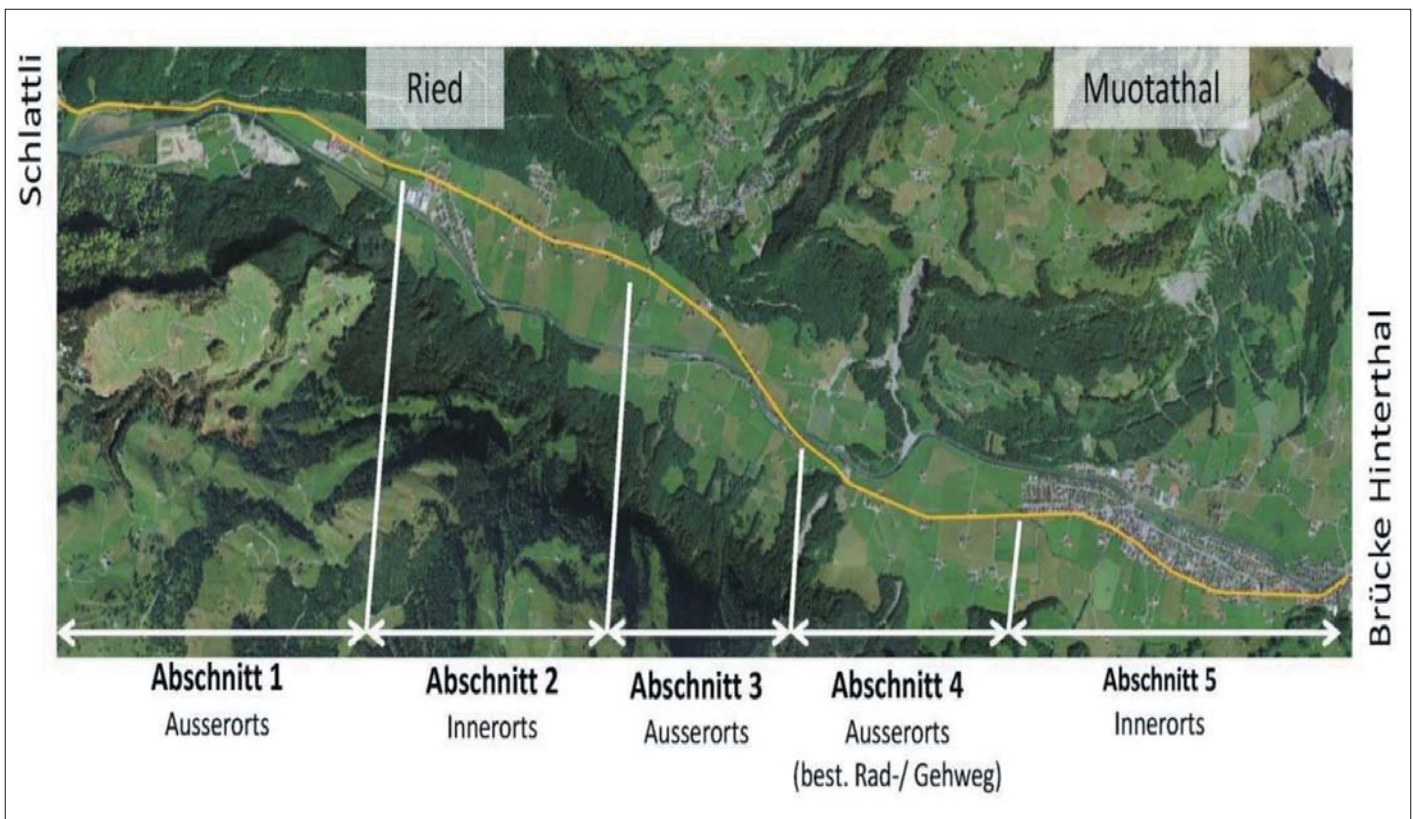 Schlattli
Ried
Muotathal
Brücke Hinterthal
Abschnitt 1
Ausserorts
Abschnitt 2
Innerorts
Abschnitt 3
Ausserorts
Abschnitt 4
Ausserorts
(best. Rad-/ Gehweg)
Abschnitt 5
Innerorts